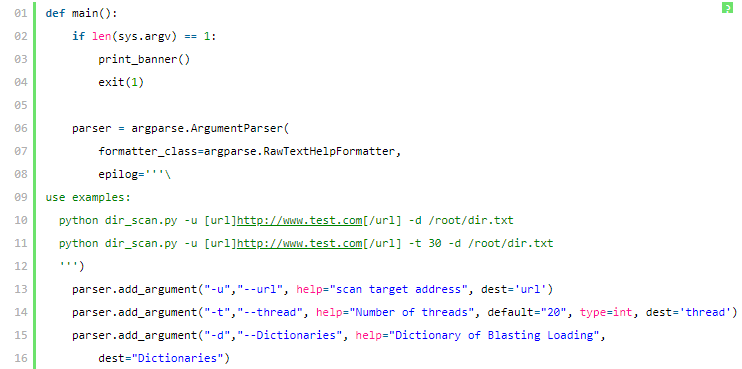 ?
01 def main():
02     if len(sys.argv) == 1:
03         print_banner()
04         exit(1)
05
06     parser = argparse.ArgumentParser(
07         formatter_class=argparse.RawTextHelpFormatter,
08         epilog='''\
09 use examples:
10   python dir_scan.py -u [url]http://www.test.com[/url] -d /root/dir.txt
11   python dir_scan.py -u [url]http://www.test.com[/url] -t 30 -d /root/dir.txt
12   ''')
13     parser.add_argument("-u","--url", help="scan target address", dest='url')
14     parser.add_argument("-t","--thread", help="Number of threads", default="20", type=int, dest='thread')
15     parser.add_argument("-d","--Dictionaries", help="Dictionary of Blasting Loading",
16         dest="Dictionaries")